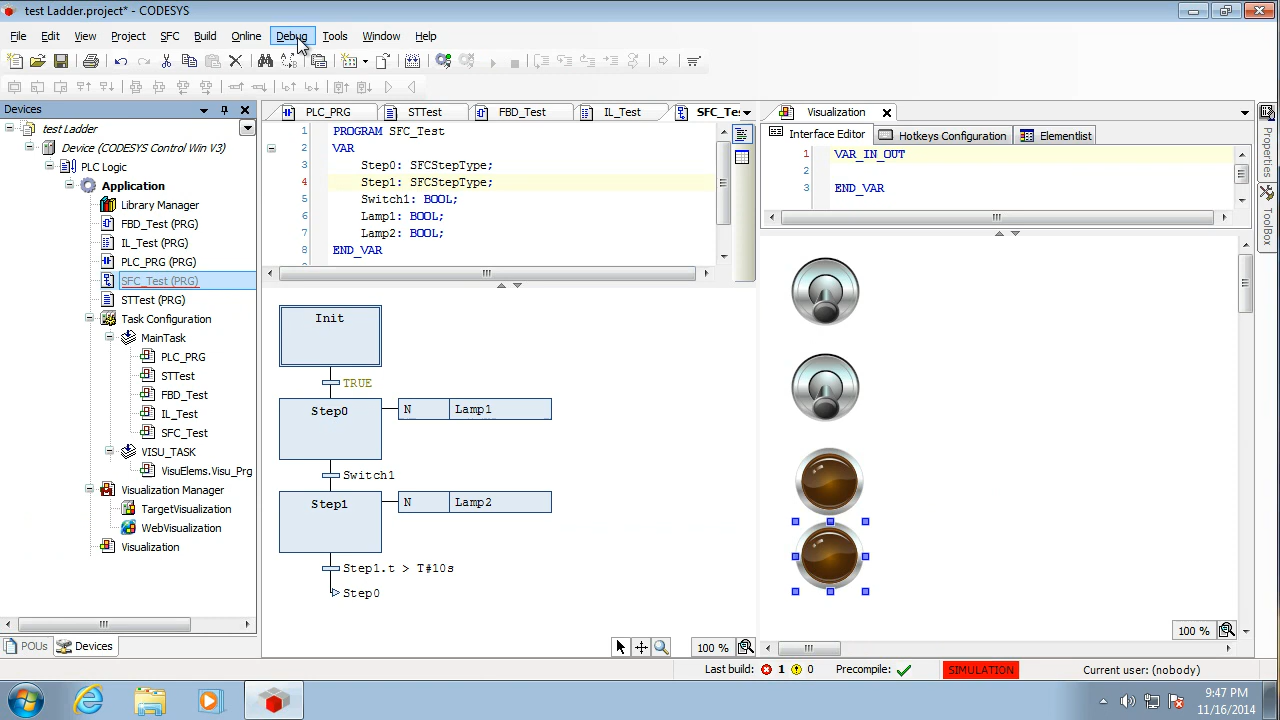 test Ladder.project* - CODESYS
File Edit View Project SFC Build Online Debug Tools Window Help
Devices
test Ladder
Device (CODESYS Control Win V3)
PLC Logic
Application
Library Manager
FBD_Test (PRG)
IL_Test (PRG)
PLC_PRG (PRG)
SFC_Test (PRG)
STTest (PRG)
Task Configuration
MainTask
PLC_PRG
STTest
FBD_Test
IL_Test
SFC_Test
VISU_TASK
VisuElems.Visu_Prg
Visualization Manager
TargetVisualization
WebVisualization
Visualization
POUs Devices
PLC_PRG STTest FBD_Test IL_Test SFC_Te
1 PROGRAM SFC_Test
2 VAR
3 Step0: SFCStepType;
4 Step1: SFCStepType;
5 Switch1: BOOL;
6 Lamp1: BOOL;
7 Lamp2: BOOL;
8 END_VAR
Init
TRUE
Step0 N Lamp1
Switch1
Step1 N Lamp2
Step1.t > T#10s
Step0
100 %
Visualization
Interface Editor Hotkeys Configuration Elementlist
1 VAR_IN_OUT
2
3 END_VAR
100 %
Properties
ToolBox
Last build: 1 0 Precompile: SIMULATION Current user: (nobody)
9:47 PM
11/16/2014